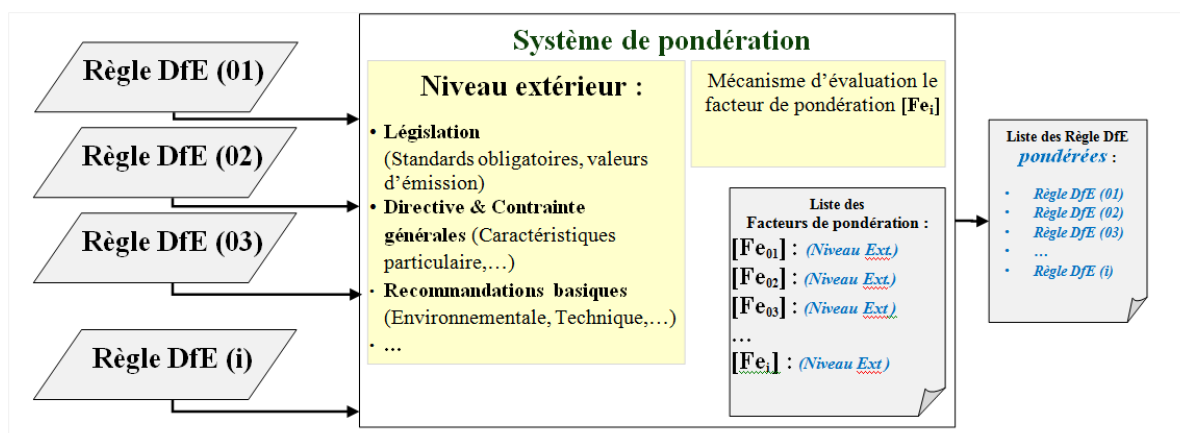 Règle DfE (01)
Règle DfE (02)
Règle DfE (03)
Règle DfE (i)
Système de pondération
Niveau extérieur :
• Législation
(Standards obligatoires, valeurs
d’émission)
• Directive & Contrainte
générales (Caractéristiques
particulaire,…)
· Recommandations basiques
(Environnementale, Technique,…)
· …
Mécanisme d’évaluation le
facteur de pondération [Feᵢ]
Liste des
Facteurs de pondération :
[Fe₀₁] : (Niveau Ext.)
[Fe₀₂] : (Niveau Ext.)
[Fe₀₃] : (Niveau Ext )
…
[Feᵢ] : (Niveau Ext )
Liste des Règle DfE
pondérées :
• Règle DfE (01)
• Règle DfE (02)
• Règle DfE (03)
• …
• Règle DfE (i)